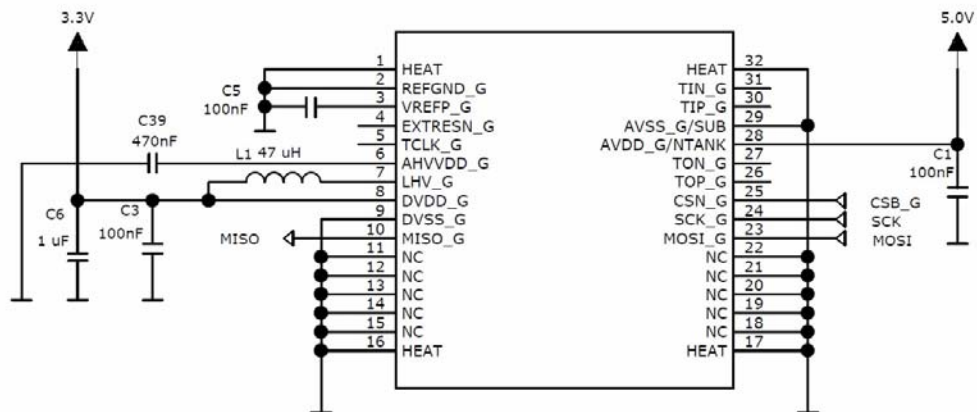 3.3V
5.0V
1 HEAT
2 REFGND_G
C5
100nF
3 VREFP_G
4 EXTRESN_G
5 TCLK_G
C39
470nF
6 AHVVDD_G
L1 47 uH
7 LHV_G
8 DVDD_G
9 DVSS_G
C6
1 uF
C3
100nF
MISO
10 MISO_G
11 NC
12 NC
13 NC
14 NC
15 NC
16 HEAT
HEAT 32
TIN_G 31
TIP_G 30
AVSS_G/SUB 29
AVDD_G/NTANK 28
TON_G 27
TOP_G 26
CSN_G 25
SCK_G 24
MOSI_G 23
NC 22
NC 21
NC 20
NC 19
NC 18
HEAT 17
C1
100nF
CSB_G
SCK
MOSI